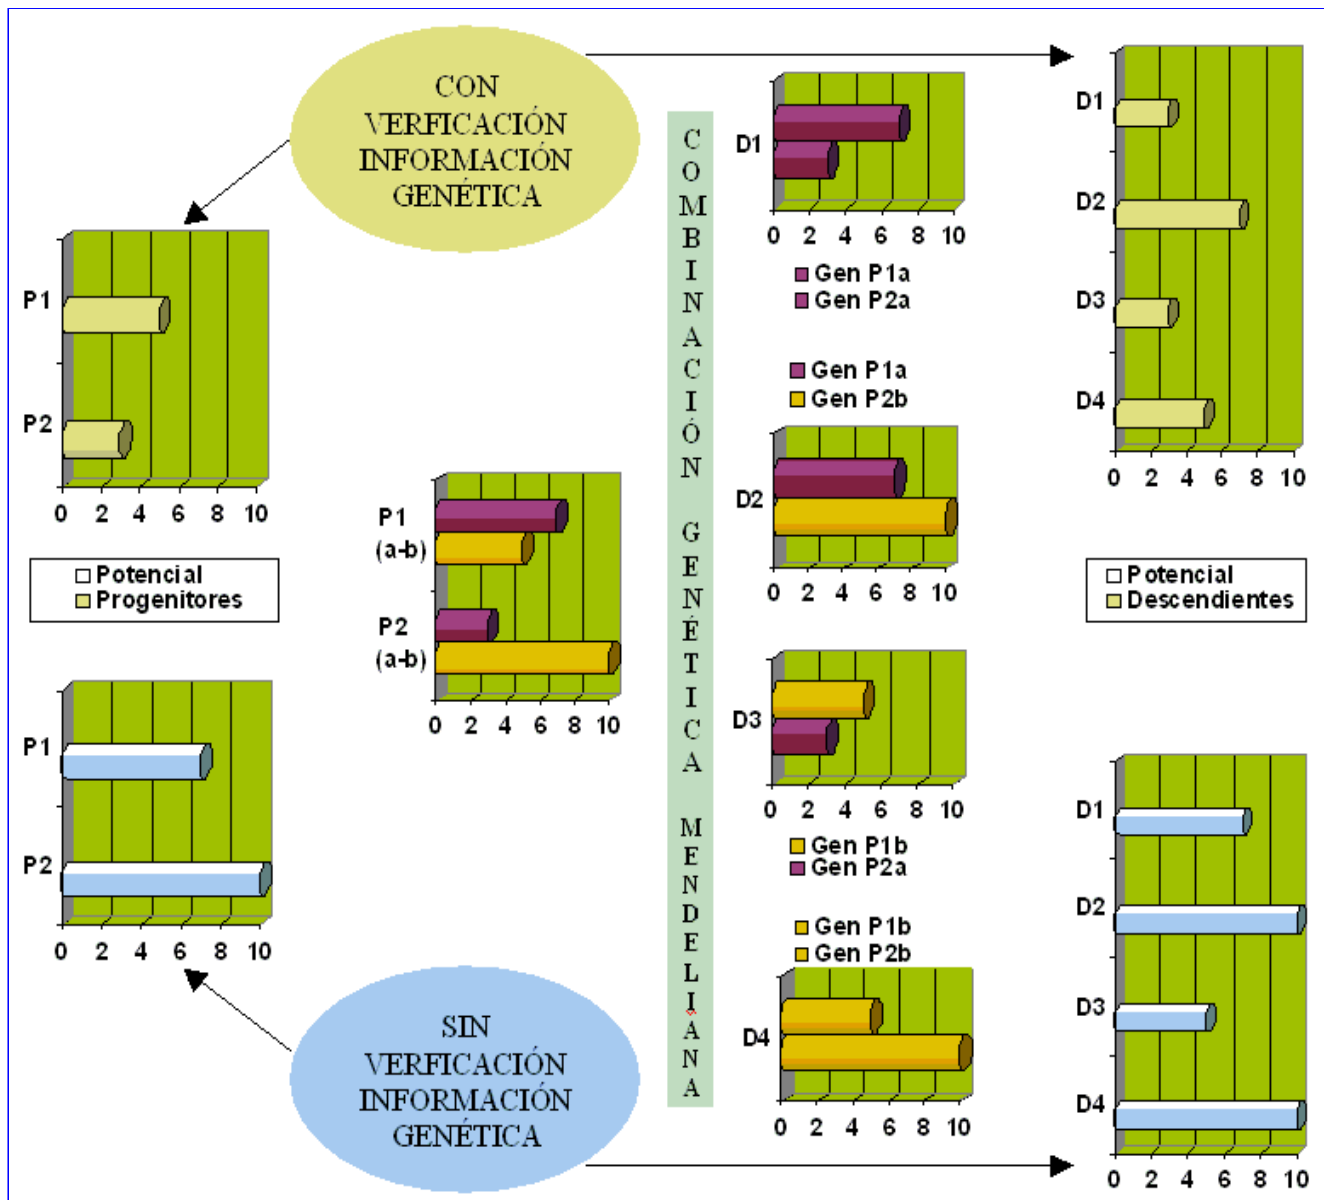 CON
VERFICACIÓN
INFORMACIÓN
GENÉTICA
P1
P2
0 2 4 6 8 10
Potencial
Progenitores
P1
P2
0 2 4 6 8 10
SIN
VERFICACIÓN
INFORMACIÓN
GENÉTICA
P1
(a-b)
P2
(a-b)
0 2 4 6 8 10
COMBINACIÓN GENÉTICA MENDELIANA
D1
0 2 4 6 8 10
Gen P1a
Gen P2a
Gen P1a
Gen P2b
D2
0 2 4 6 8 10
D3
0 2 4 6 8 10
Gen P1b
Gen P2a
Gen P1b
Gen P2b
D4
0 2 4 6 8 10
D1
D2
D3
D4
0 2 4 6 8 10
Potencial
Descendientes
D1
D2
D3
D4
0 2 4 6 8 10